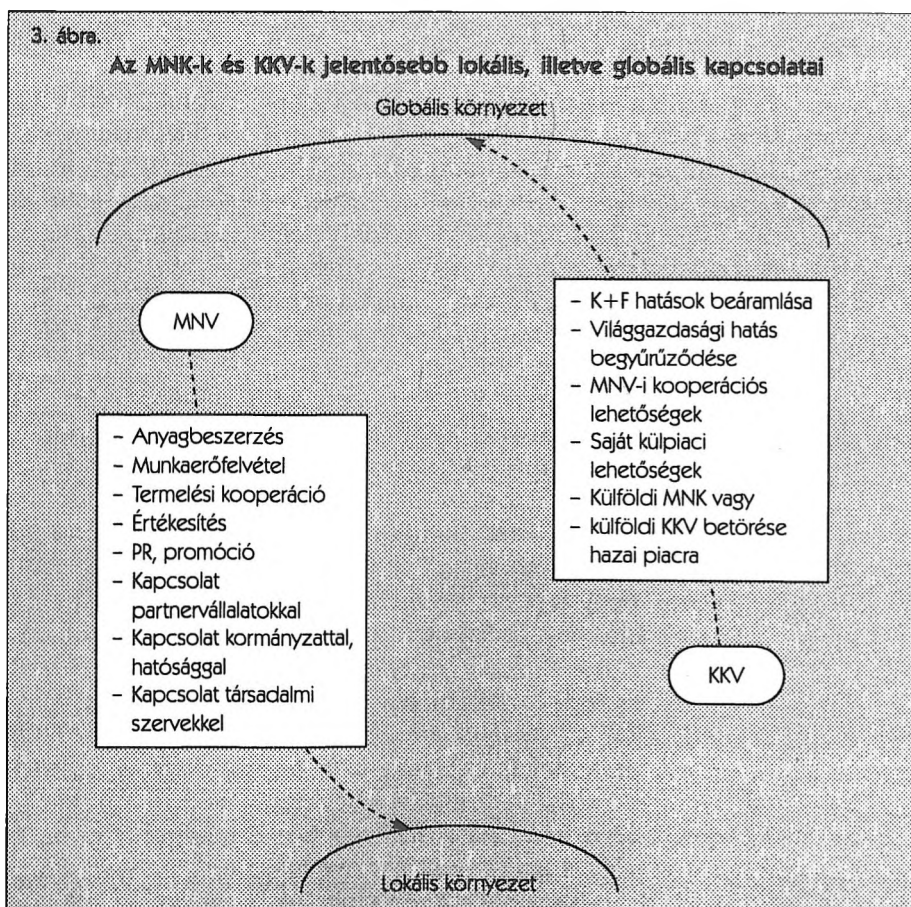 3. ábra.
Az MNK-k és KKV-k jelentősebb lokális, illetve globális kapcsolatai
Globális környezet
MNV
– Anyagbeszerzés
– Munkaerőfelvétel
– Termelési kooperáció
– Értékesítés
– PR, promóció
– Kapcsolat
partnervállalatokkal
– Kapcsolat kormányzattal,
hatósággal
– Kapcsolat társadalmi
szervekkel
– K+F hatások beáramlása
– Világgazdasági hatás
begyűrűződése
– MNV-i kooperációs
lehetőségek
– Saját külpiaci
lehetőségek
– Külföldi MNK vagy
– külföldi KKV betörése
hazai piacra
KKV
Lokális környezet